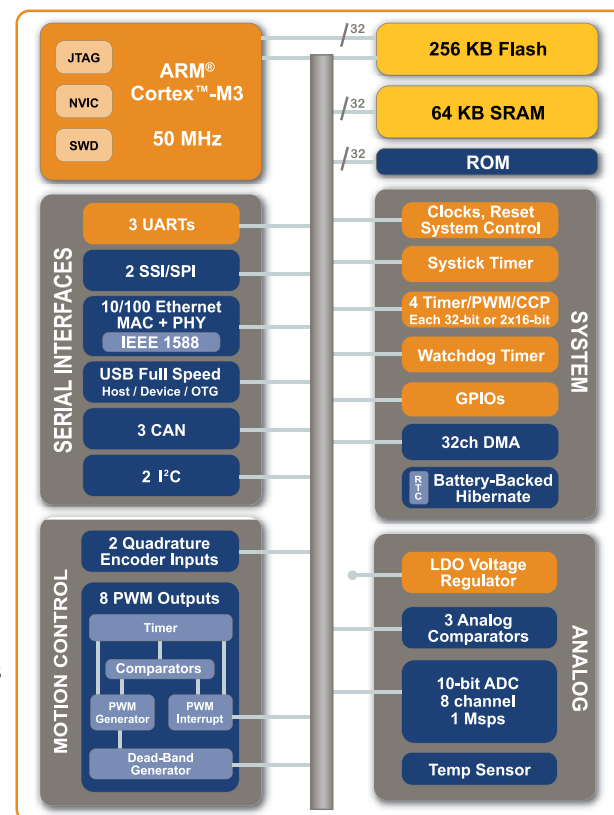 JTAG
NVIC
SWD
ARM®
Cortex™-M3
50 MHz
32
256 KB Flash
32
64 KB SRAM
32
ROM
SERIAL INTERFACES
3 UARTs
2 SSI/SPI
10/100 Ethernet
MAC + PHY
IEEE 1588
USB Full Speed
Host / Device / OTG
3 CAN
2 I²C
SYSTEM
Clocks, Reset
System Control
Systick Timer
4 Timer/PWM/CCP
Each 32-bit or 2x16-bit
Watchdog Timer
GPIOs
32ch DMA
RTC
Battery-Backed
Hibernate
MOTION CONTROL
2 Quadrature
Encoder Inputs
8 PWM Outputs
Timer
Comparators
PWM
Generator
PWM
Interrupt
Dead-Band
Generator
ANALOG
LDO Voltage
Regulator
3 Analog
Comparators
10-bit ADC
8 channel
1 Msps
Temp Sensor